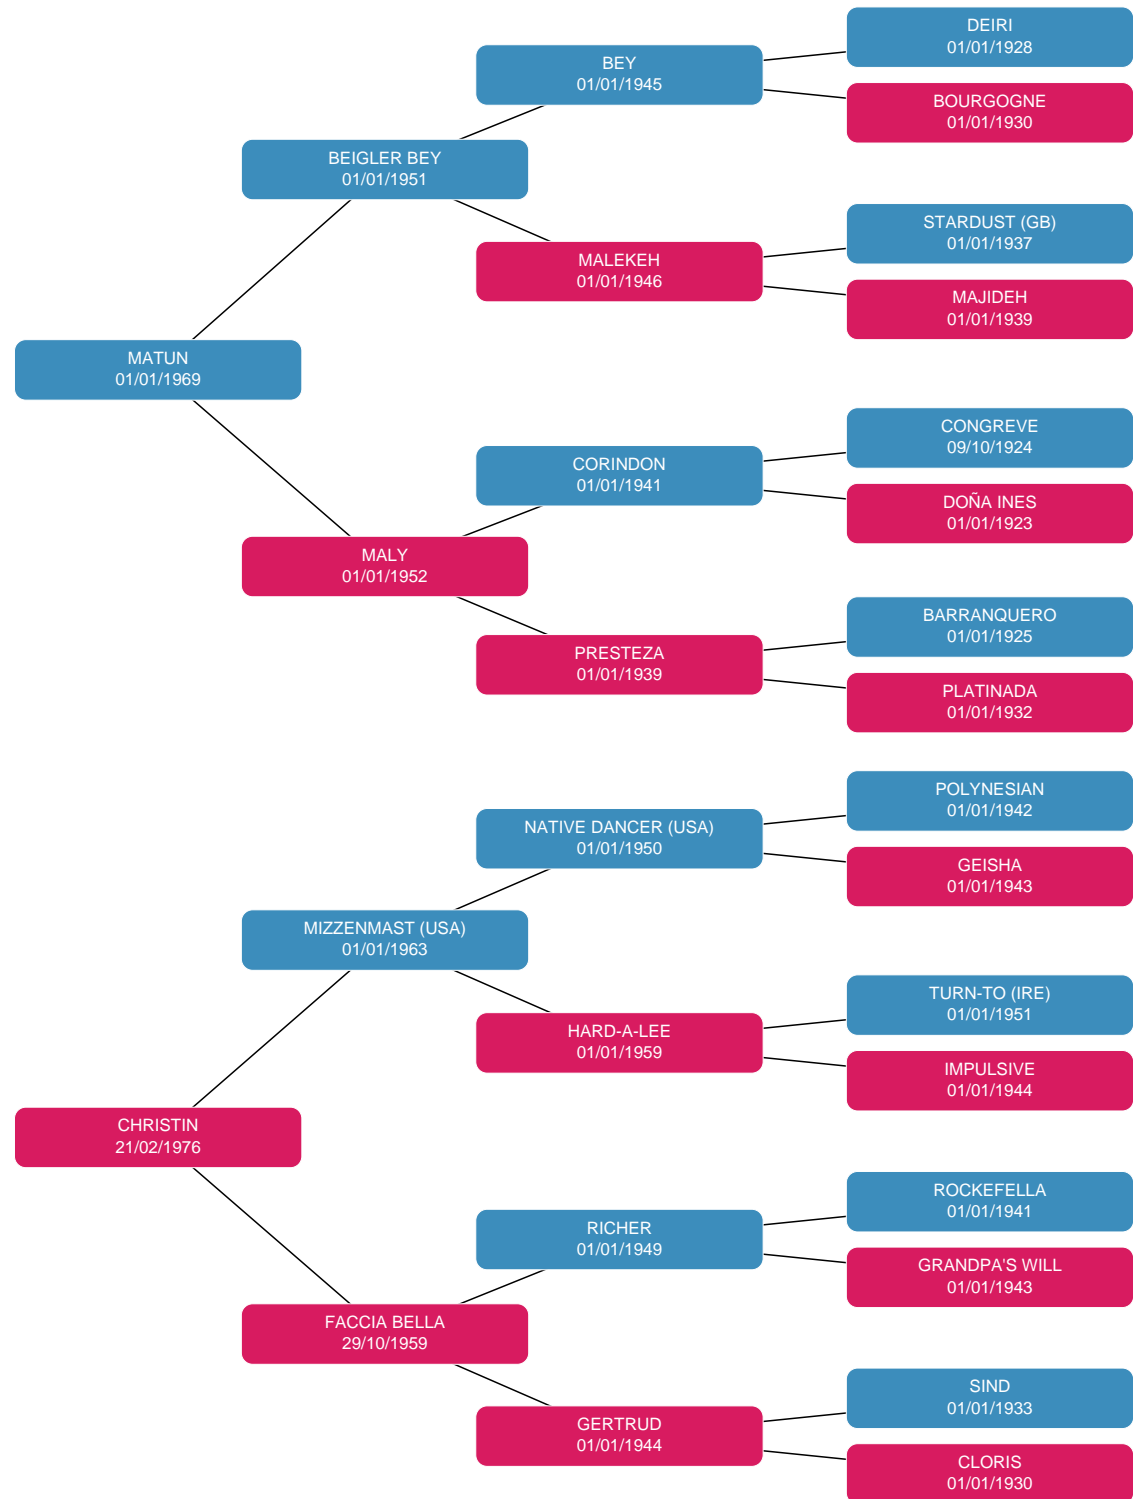 DEIRI
01/01/1928
BEY
01/01/1945
BOURGOGNE
01/01/1930
BEIGLER BEY
01/01/1951
STARDUST (GB)
01/01/1937
MALEKEH
01/01/1946
MAJIDEH
01/01/1939
MATUN
01/01/1969
CONGREVE
09/10/1924
CORINDON
01/01/1941
DOÑA INES
01/01/1923
MALY
01/01/1952
BARRANQUERO
01/01/1925
PRESTEZA
01/01/1939
PLATINADA
01/01/1932
POLYNESIAN
01/01/1942
NATIVE DANCER (USA)
01/01/1950
GEISHA
01/01/1943
MIZZENMAST (USA)
01/01/1963
TURN-TO (IRE)
01/01/1951
HARD-A-LEE
01/01/1959
IMPULSIVE
01/01/1944
CHRISTIN
21/02/1976
ROCKEFELLA
01/01/1941
RICHER
01/01/1949
GRANDPA'S WILL
01/01/1943
FACCIA BELLA
29/10/1959
SIND
01/01/1933
GERTRUD
01/01/1944
CLORIS
01/01/1930